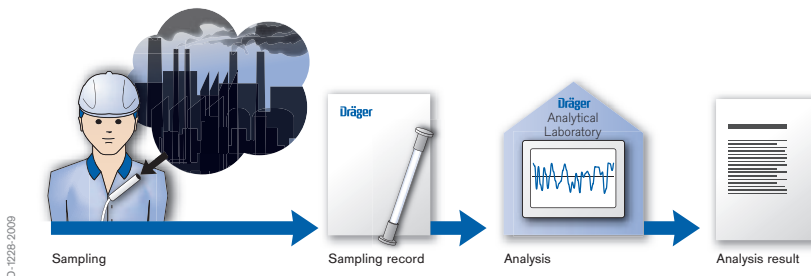 Dräger
Dräger
Analytical
Laboratory
Sampling
Sampling record
Analysis
Analysis result
D-1228-2009